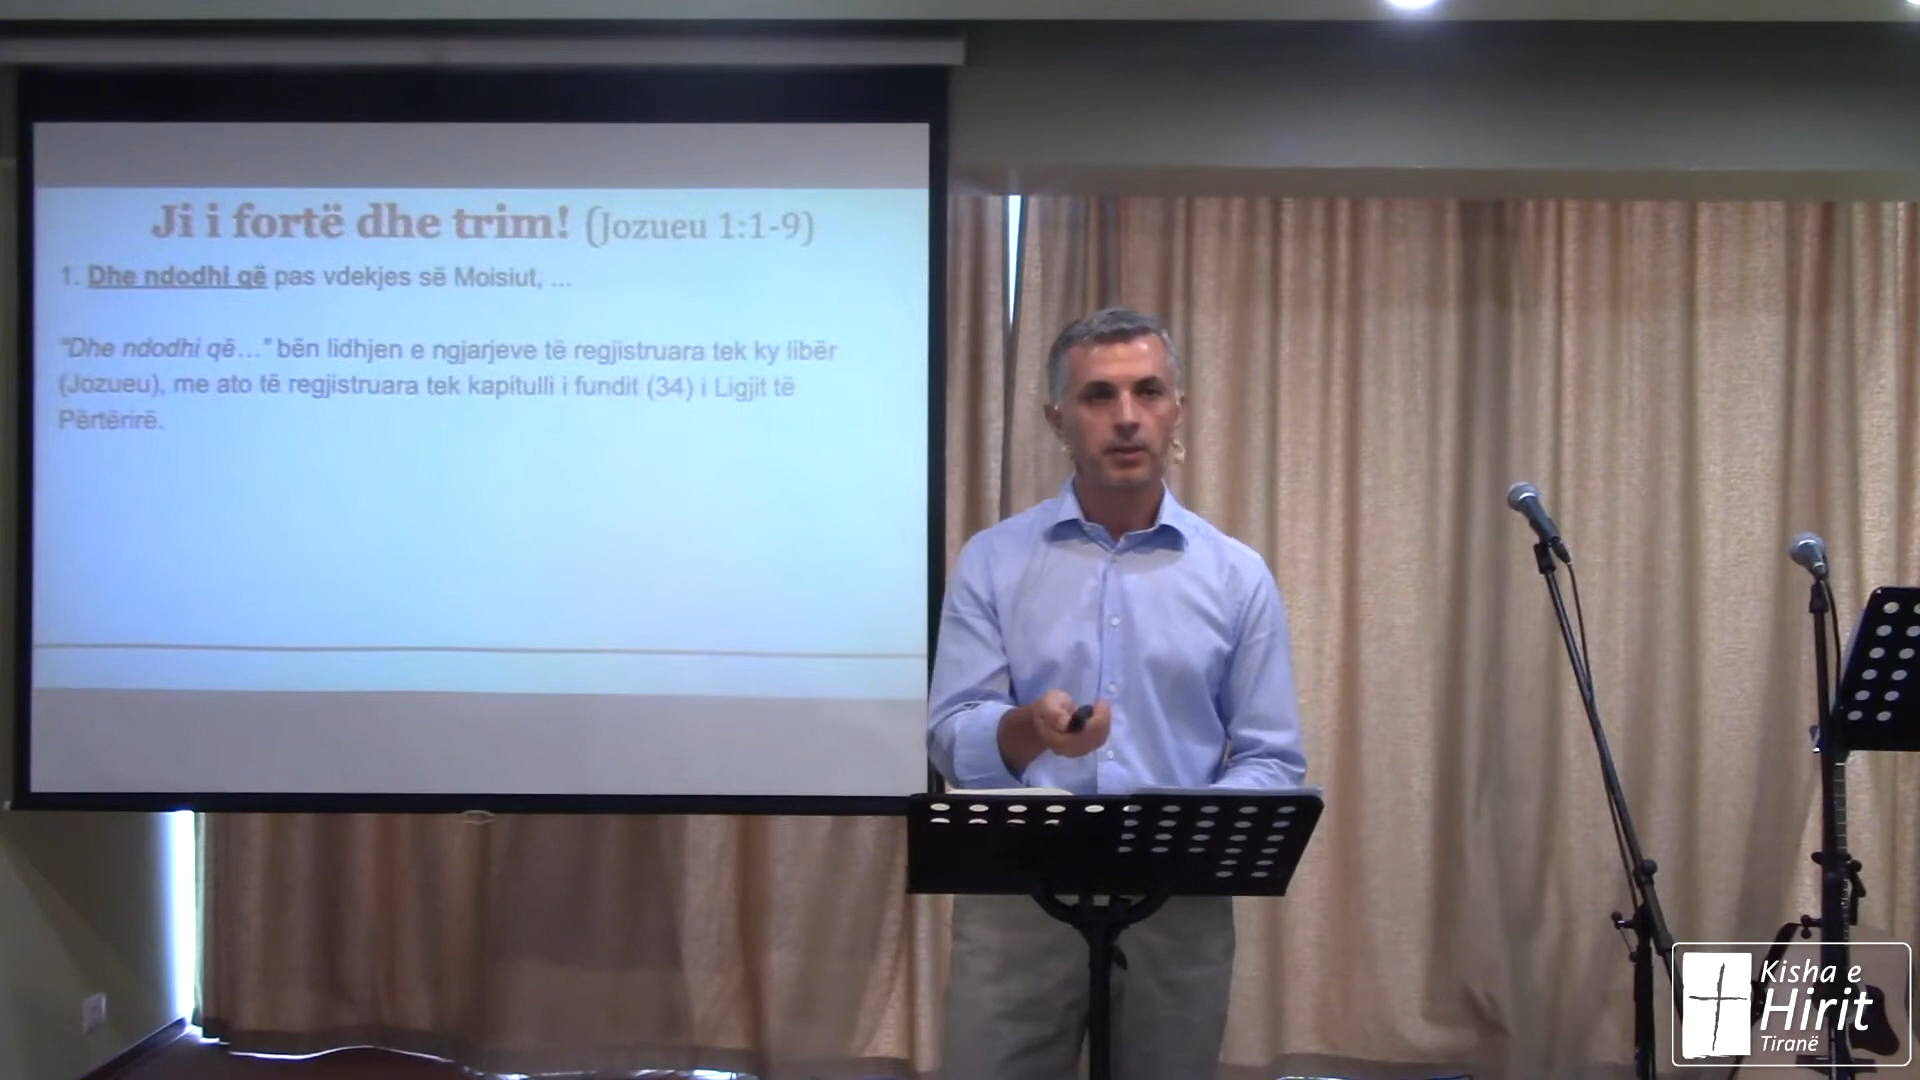 Ji i fortë dhe trim! (Jozueu 1:1-9)
1. Dhe ndodhi që pas vdekjes së Moisiut, ...
"Dhe ndodhi që..." bën lidhjen e ngjarjeve të regjistruara tek ky libër
(Jozueu), me ato të regjistruara tek kapitulli i fundit (34) i Ligjit të
Përtërirë.
Kisha e
Hirit
Tiranë